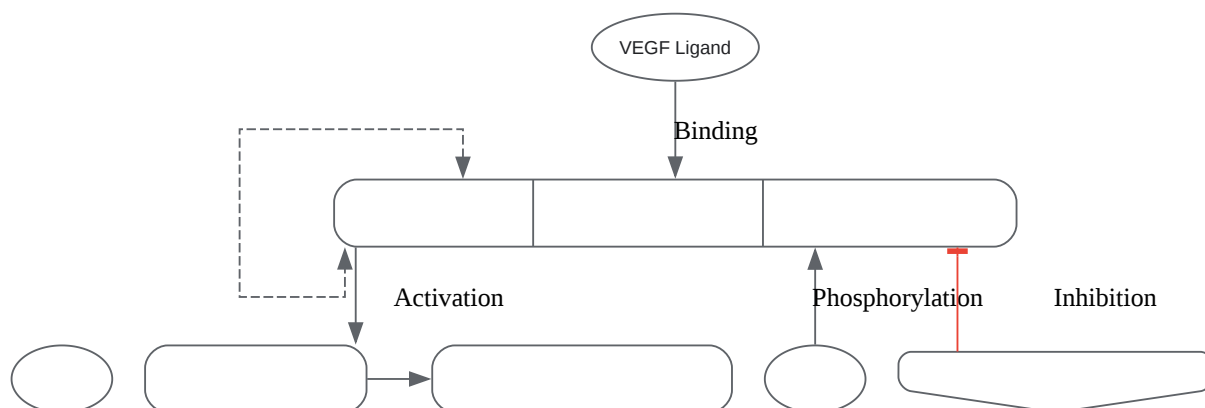 VEGF Ligand
Binding
Activation
Phosphorylation
Inhibition